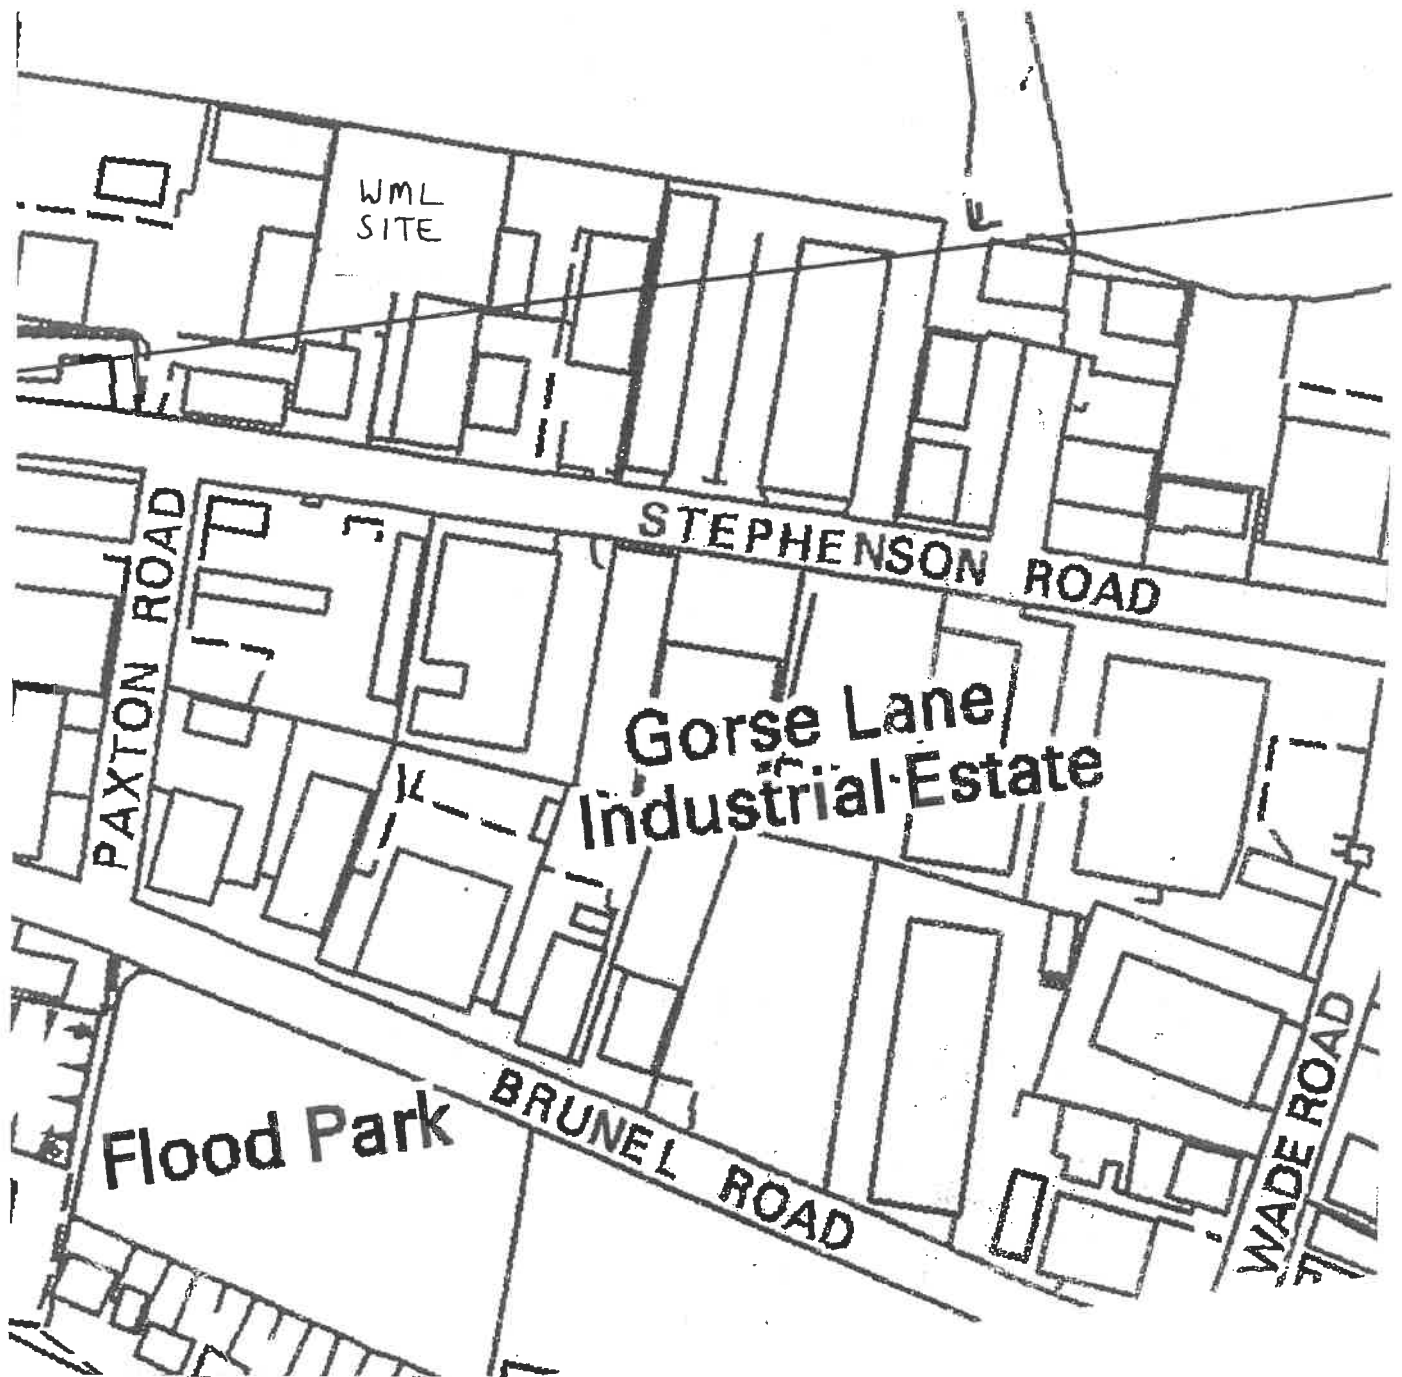 WML
SITE
STEPHENSON ROAD
PAXTON ROAD
Gorse Lane
Industrial Estate
Flood Park
BRUNEL ROAD
WADE ROAD